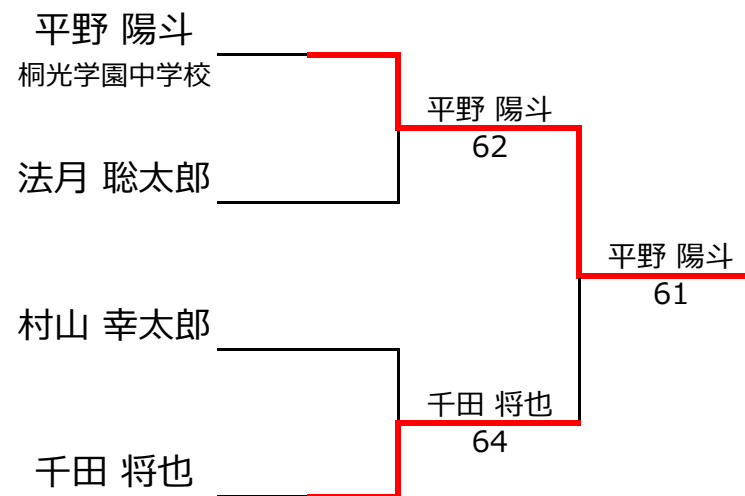 平野 陽斗
桐光学園中学校
平野 陽斗
62
法月 聡太郎
平野 陽斗
61
村山 幸太郎
千田 将也
64
千田 将也